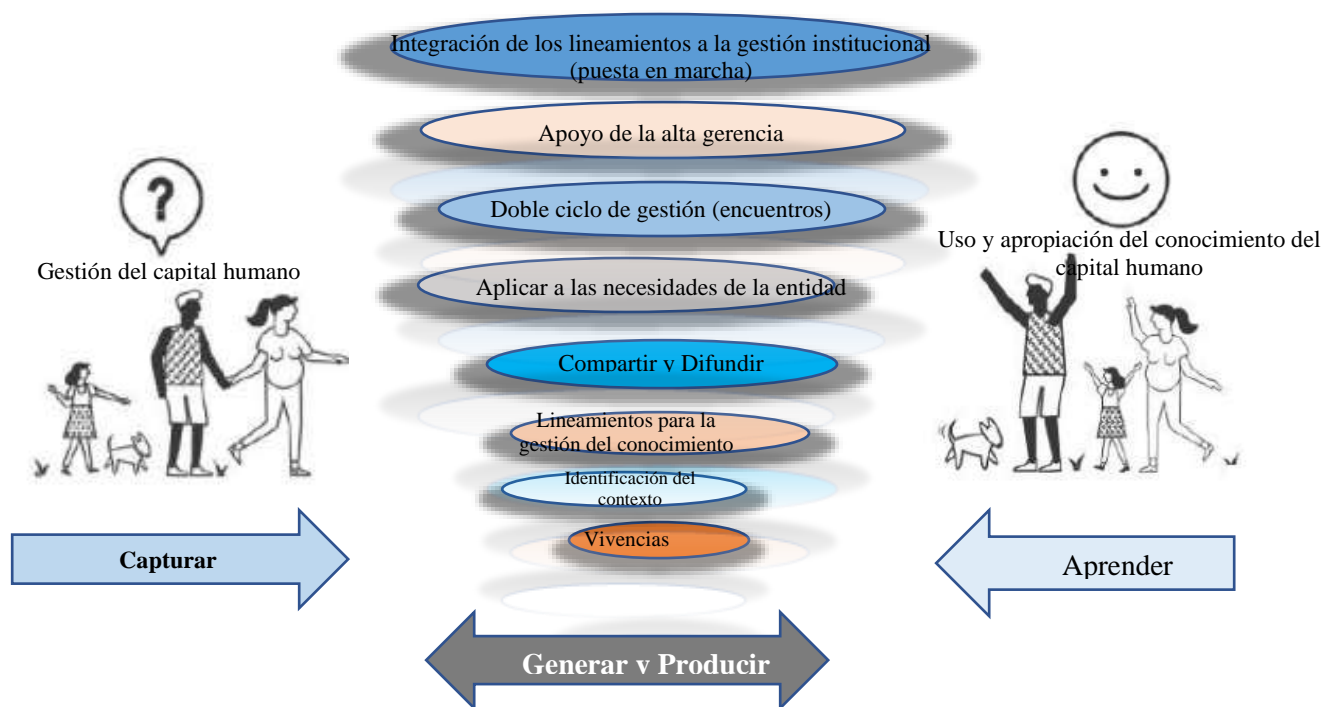 Integración de los lineamientos a la gestión institucional
(puesta en marcha)
Apoyo de la alta gerencia
Doble ciclo de gestión (encuentros)
?
Gestión del capital humano
Uso y apropiación del conocimiento del
capital humano
Aplicar a las necesidades de la entidad
Compartir v Difundir
Lineamientos para la
gestión del conocimiento
Identificación del
contexto
Vivencias
Capturar
Aprender
Generar v Producir